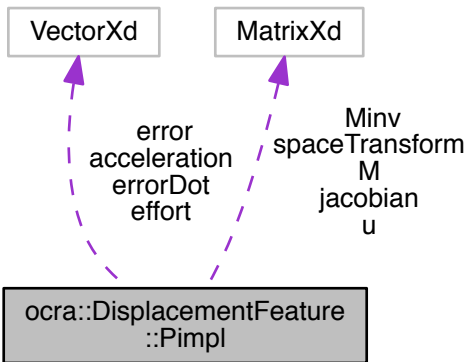 VectorXd
MatrixXd
error
acceleration
errorDot
effort
Minv
spaceTransform
M
jacobian
u
ocra::DisplacementFeature
::Pimpl